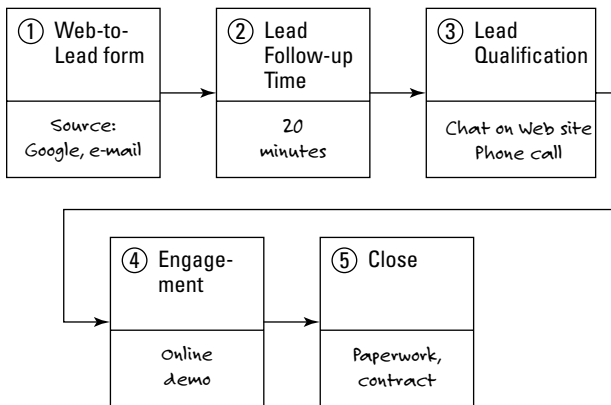 ① Web-to-
Lead form
Source:
Google, e-mail
② Lead
Follow-up
Time
20
minutes
③ Lead
Qualification
Chat on Web site
Phone call
④ Engage-
ment
Online
demo
⑤ Close
Paperwork,
contract